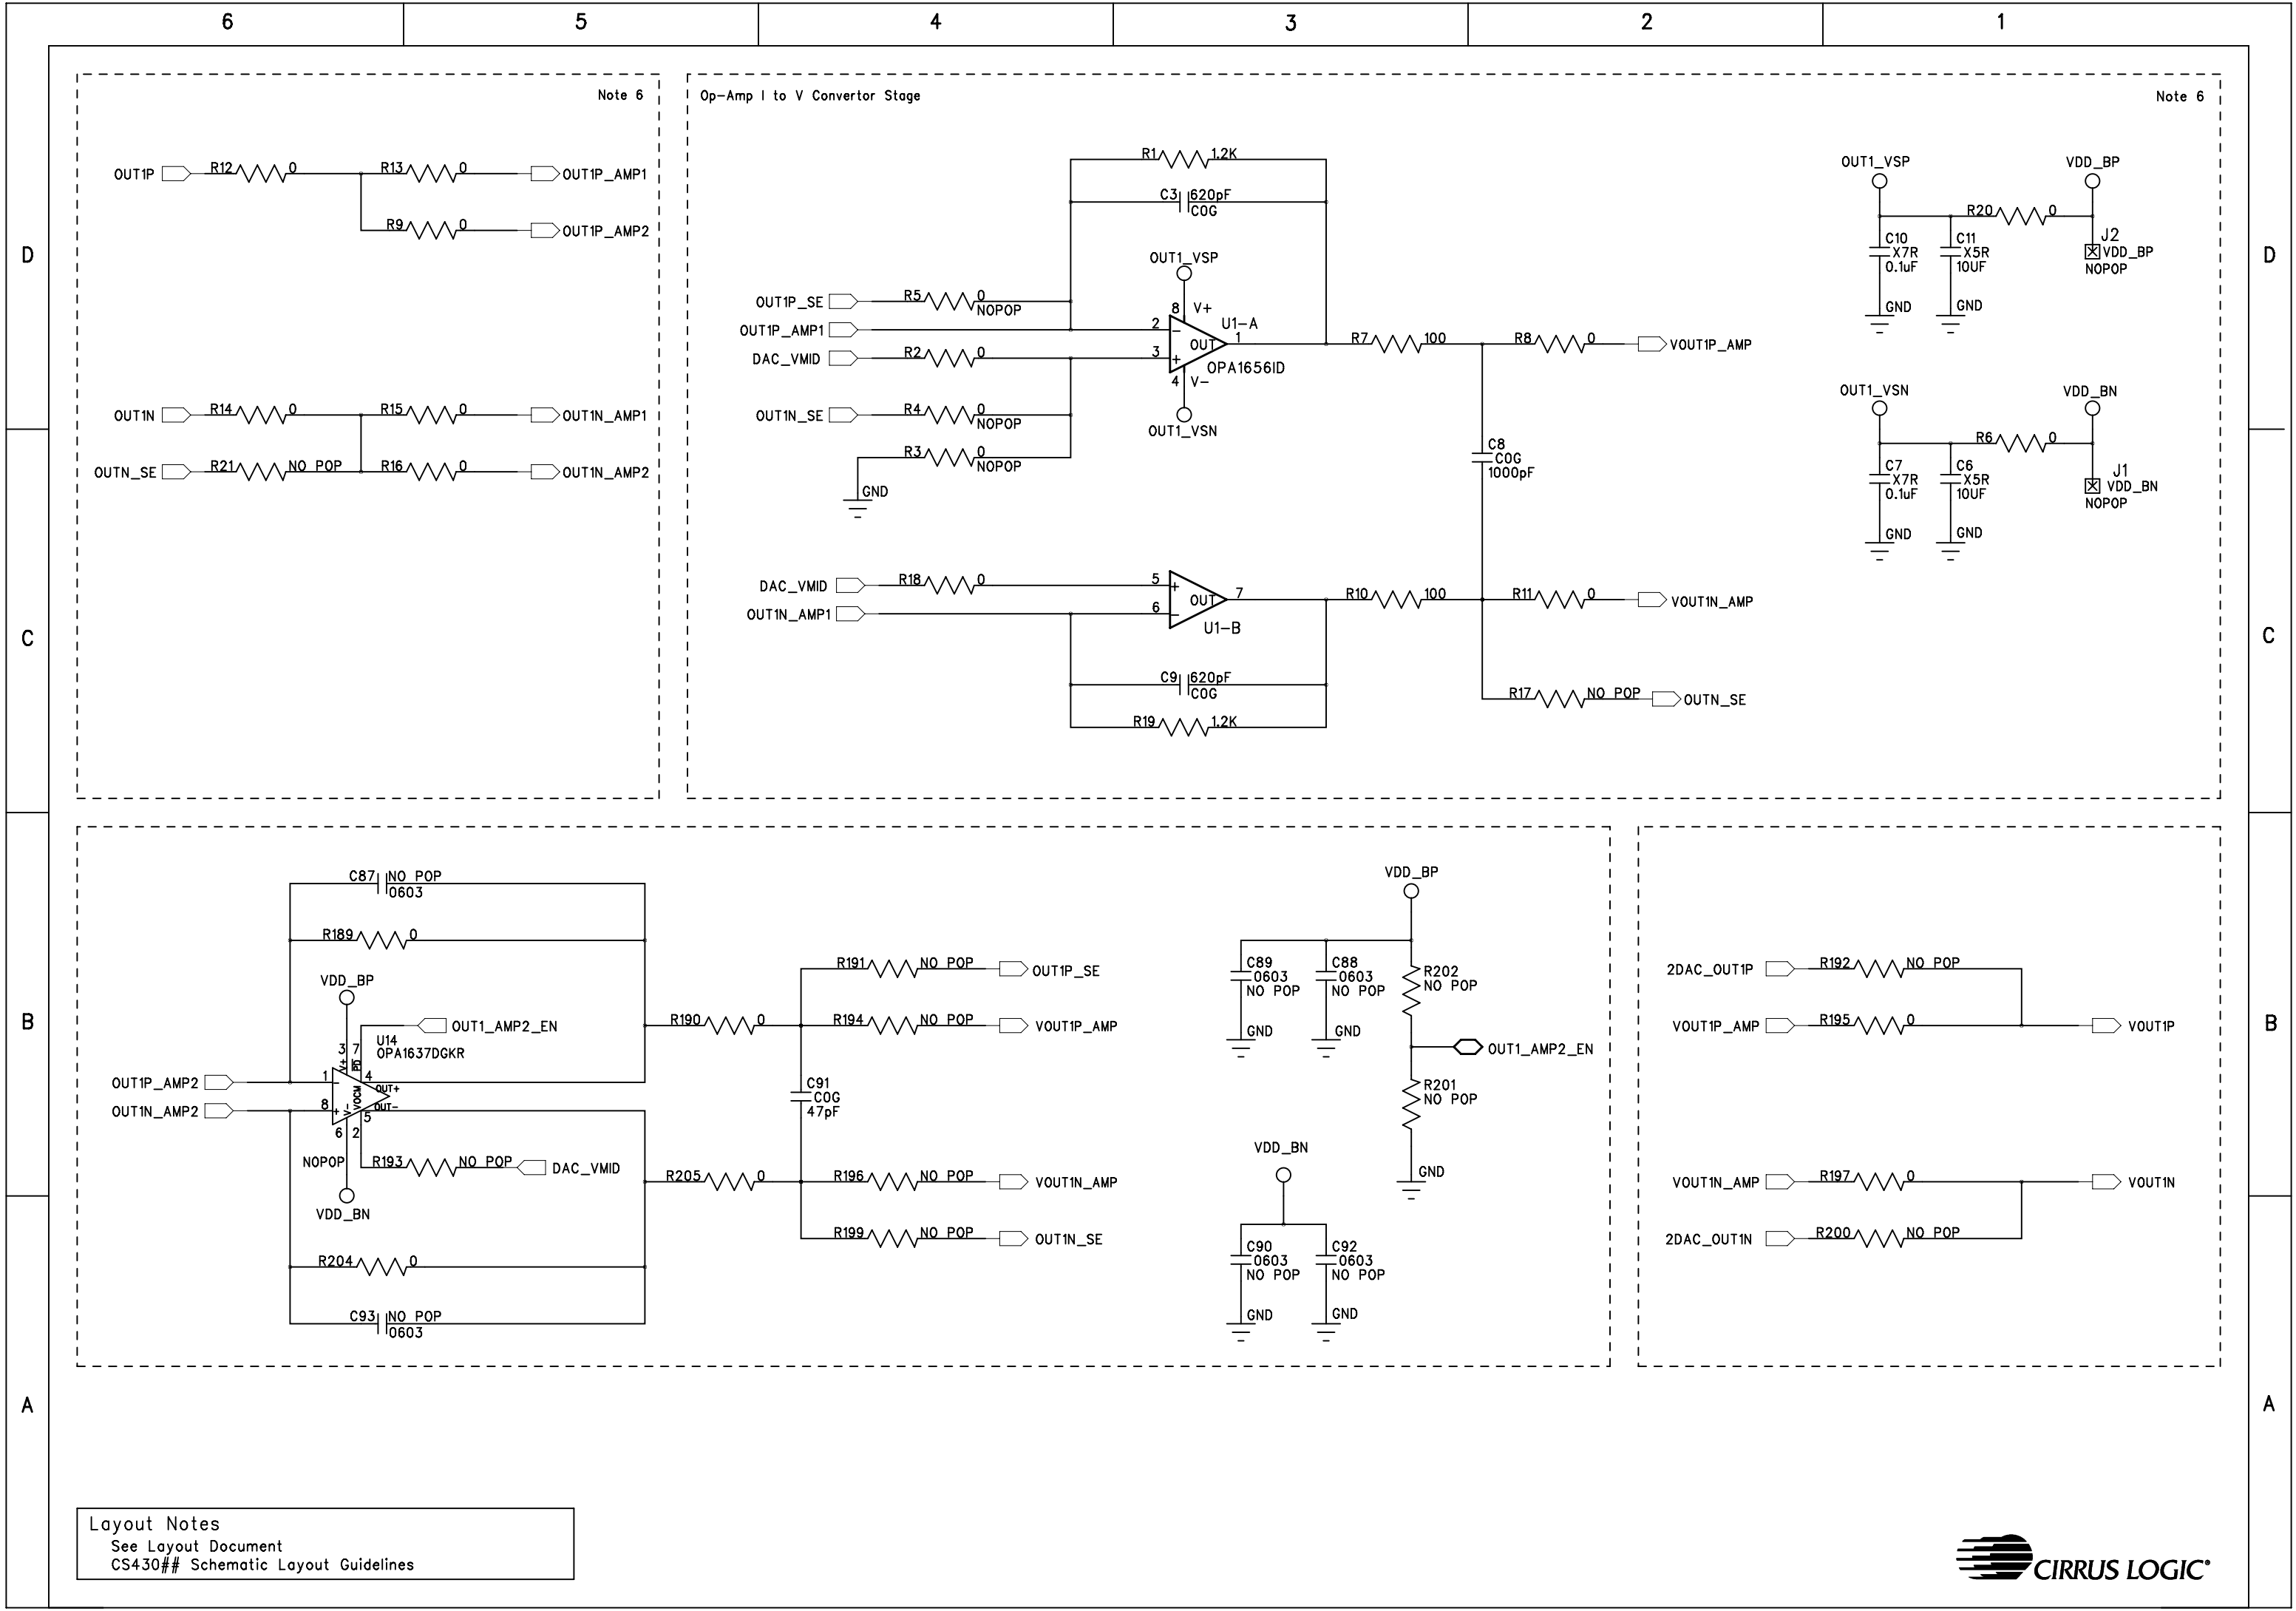 6 5 4 3 2 1
D
C
B
A
D
C
B
A
Note 6
OUT1P
R12 0
R13 0
OUT1P_AMP1
R9 0
OUT1P_AMP2
OUT1N
R14 0
R15 0
OUT1N_AMP1
OUTN_SE
R21 NO POP
R16 0
OUT1N_AMP2
Op-Amp I to V Convertor Stage
Note 6
R1 1.2K
C3 620pF
COG
OUT1_VSP
OUT1P_SE
R5 0
NOPOP
OUT1P_AMP1
DAC_VMID
R2 0
OUT1N_SE
R4 0
NOPOP
R3 0
NOPOP
GND
8 V+
2 -
3 +
U1-A
OUT 1
OPA1656ID
4 V-
OUT1_VSN
R7 100
R8 0
VOUT1P_AMP
C8
COG
1000pF
DAC_VMID
R18 0
OUT1N_AMP1
5 +
6 -
OUT 7
U1-B
R10 100
R11 0
VOUT1N_AMP
C9 620pF
COG
R19 1.2K
R17 NO POP
OUTN_SE
OUT1_VSP
VDD_BP
R20 0
C10
X7R
0.1uF
GND
C11
X5R
10UF
GND
J2
VDD_BP
NOPOP
OUT1_VSN
VDD_BN
R6 0
C7
X7R
0.1uF
GND
C6
X5R
10UF
GND
J1
VDD_BN
NOPOP
C87 NO POP
0603
R189 0
VDD_BP
OUT1_AMP2_EN
U14
OPA1637DGKR
3 7
V+ PD
OUT1P_AMP2
1 -
4
OUT+
OUT1N_AMP2
8 +
V- VOCM
OUT-
5
6 2
NOPOP
R193 NO POP
DAC_VMID
VDD_BN
R204 0
C93 NO POP
0603
R190 0
R205 0
C91
COG
47pF
R191 NO POP
OUT1P_SE
R194 NO POP
VOUT1P_AMP
R196 NO POP
VOUT1N_AMP
R199 NO POP
OUT1N_SE
VDD_BP
C89
0603
NO POP
GND
C88
0603
NO POP
GND
R202
NO POP
OUT1_AMP2_EN
R201
NO POP
GND
VDD_BN
C90
0603
NO POP
GND
C92
0603
NO POP
GND
2DAC_OUT1P
R192 NO POP
VOUT1P_AMP
R195 0
VOUT1P
VOUT1N_AMP
R197 0
VOUT1N
2DAC_OUT1N
R200 NO POP
Layout Notes
See Layout Document
CS430## Schematic Layout Guidelines
CIRRUS LOGIC®